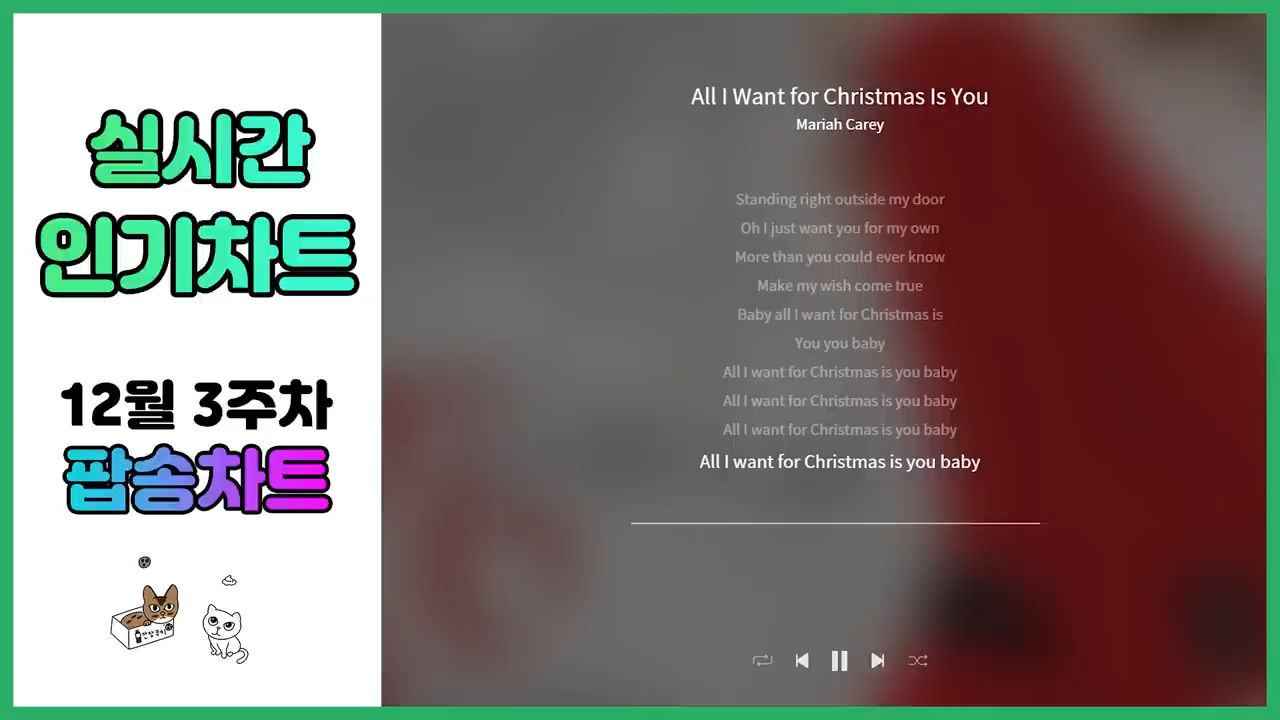 실시간
인기차트
12월 3주차
팝송차트
All I Want for Christmas Is You
Mariah Carey
Standing right outside my door
Oh I just want you for my own
More than you could ever know
Make my wish come true
Baby all I want for Christmas is
You you baby
All I want for Christmas is you baby
All I want for Christmas is you baby
All I want for Christmas is you baby
All I want for Christmas is you baby